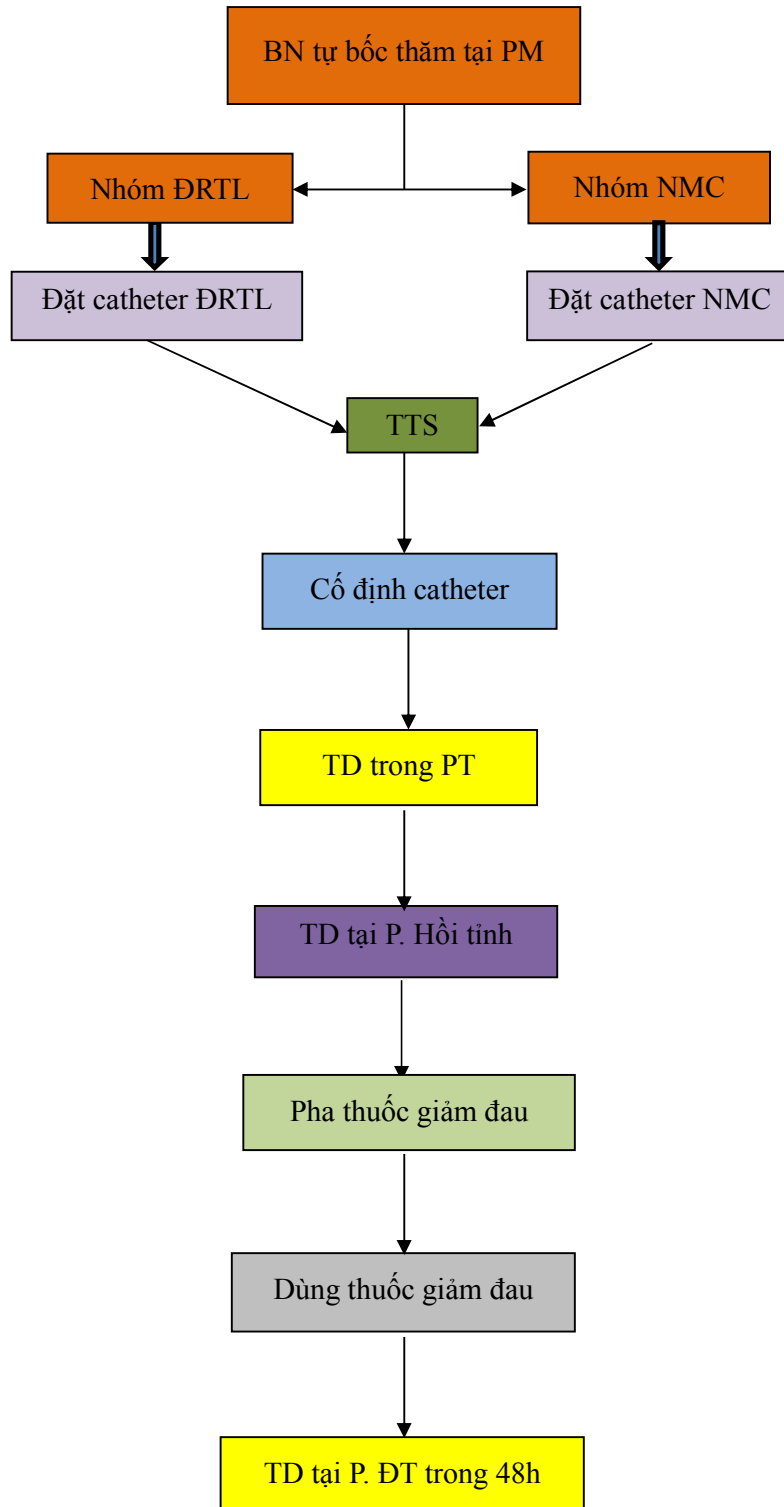 BN tự bốc thăm tại PM
Nhóm ĐRTL
Nhóm NMC
Đặt catheter ĐRTL
Đặt catheter NMC
TTS
Cố định catheter
TD trong PT
TD tại P. Hồi tỉnh
Pha thuốc giảm đau
Dùng thuốc giảm đau
TD tại P. ĐT trong 48h